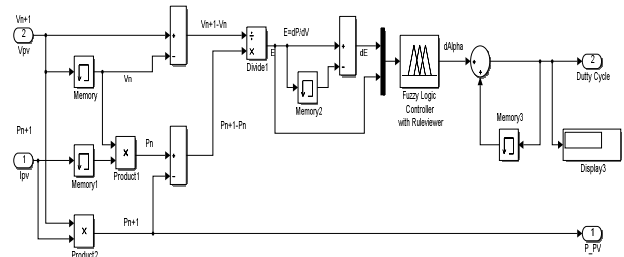 Vn+1
2
Vpv
Memory
Vn
Vn+1-Vn
÷
×
Divide1
E=dP/dV
E
Memory2
dE
Fuzzy Logic
Controller
with Ruleviewer
dAlpha
Memory3
2
Dutty Cycle
Display3
Pn+1
1
Ipv
Memory1
×
Product1
Pn
Pn+1-Pn
×
Product2
Pn+1
1
P_PV